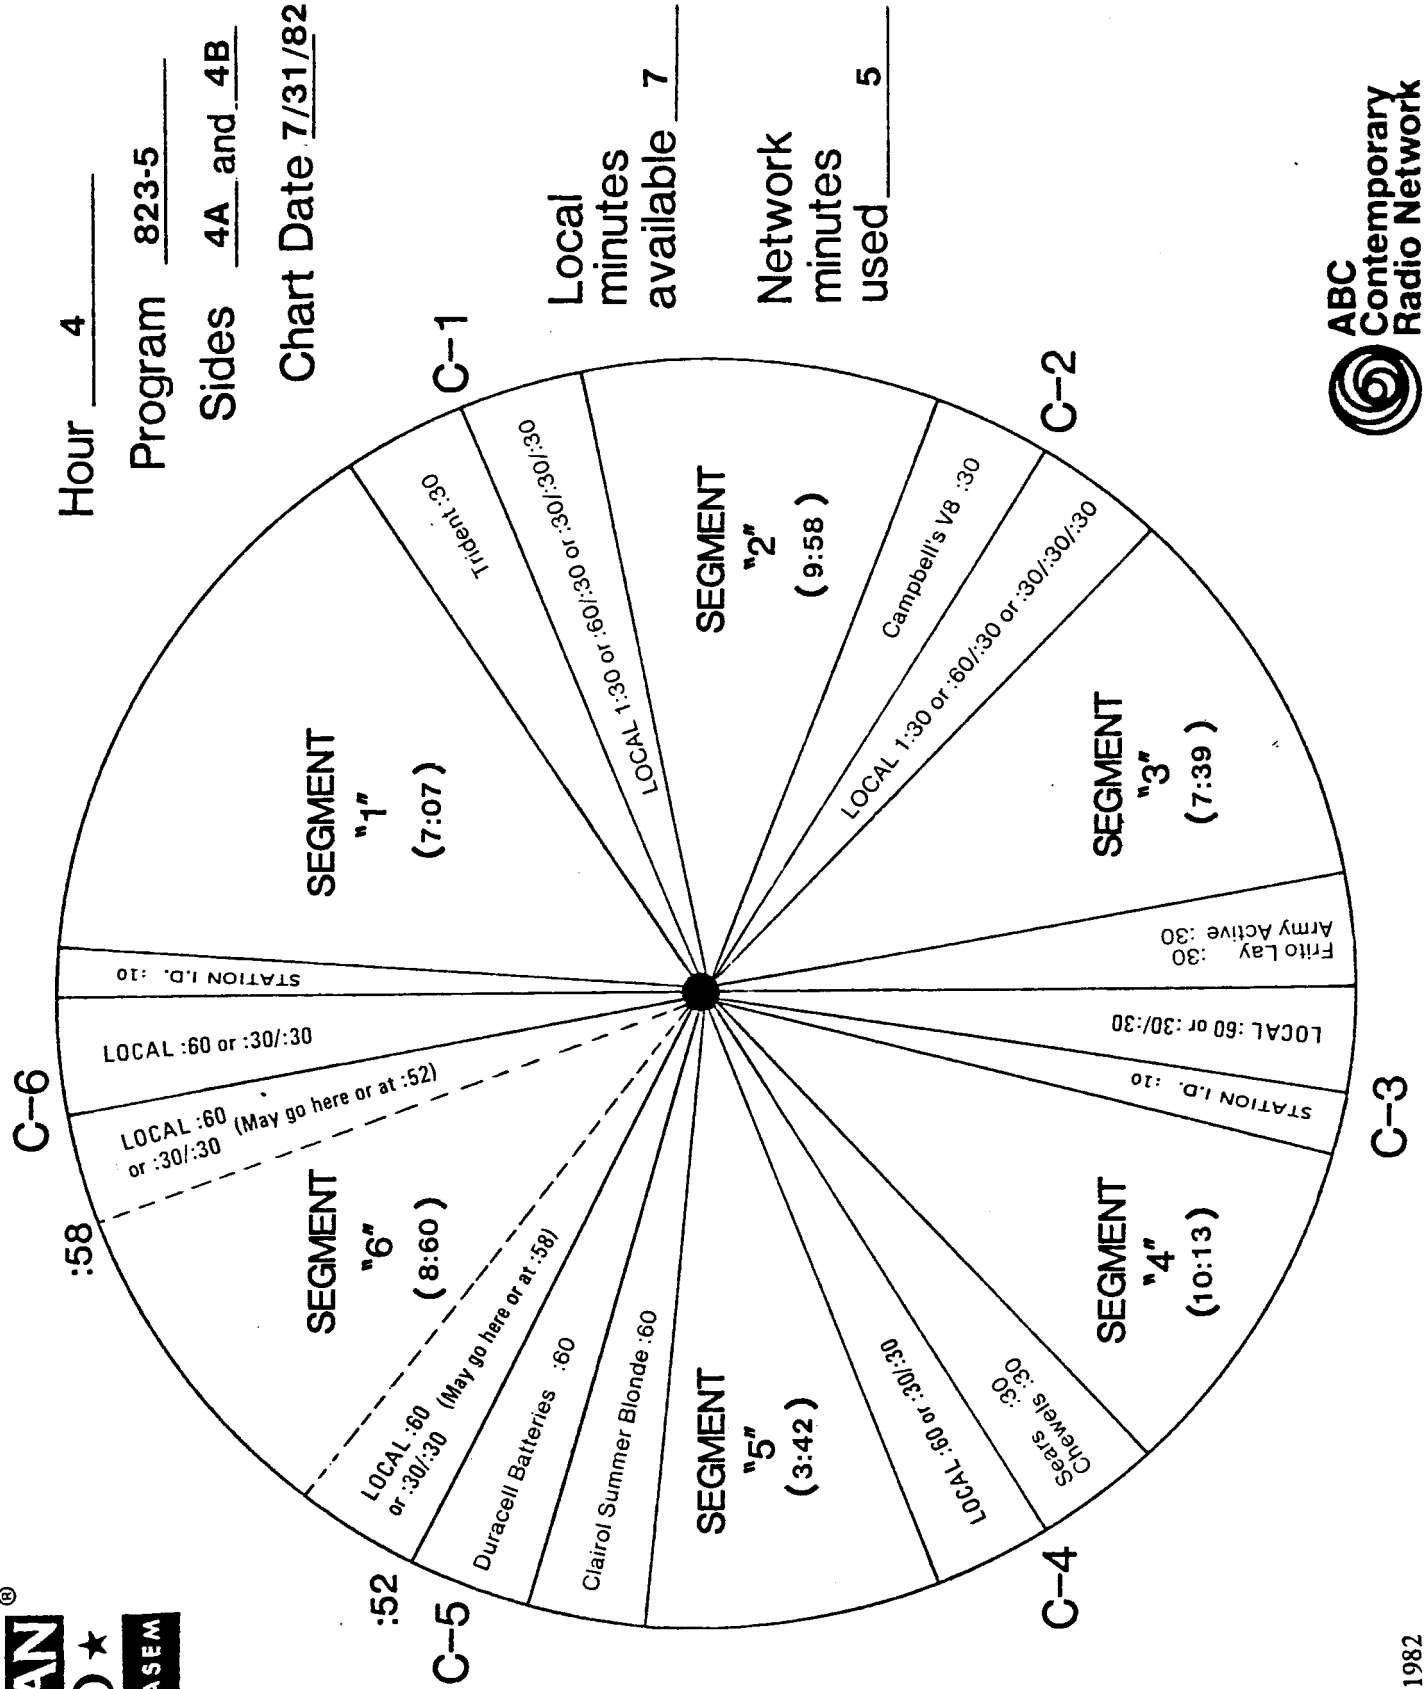 AN ®
O ★
ASEM
Hour 4
Program 823-5
Sides 4A and 4B
Chart Date 7/31/82
Local
minutes
available 7
Network
minutes
used 5
ABC
Contemporary
Radio Network
SEGMENT
"1"
(7:07)
C-1
Trident :30
LOCAL 1:30 or :60/:30 or :30/:30/:30
SEGMENT
"2"
(9:58)
C-2
Campbell's V8 :30
LOCAL 1:30 or :60/:30 or :30/:30/:30
SEGMENT
"3"
(7:39)
C-3
Army Active :30
Frito Lay :30
LOCAL :60 or :30/:30
STATION I.D. :10
SEGMENT
"4"
(10:13)
C-4
Sears :30
Chewels :30
LOCAL :60 or :30/:30
SEGMENT
"5"
(3:42)
C-5
Clairol Summer Blonde :60
Duracell Batteries :60
:52
LOCAL :60
or :30/:30 (May go here or at :58)
SEGMENT
"6"
(8:60)
:58
LOCAL :60
or :30/:30 (May go here or at :52)
C-6
LOCAL :60 or :30/:30
STATION I.D. :10
1982